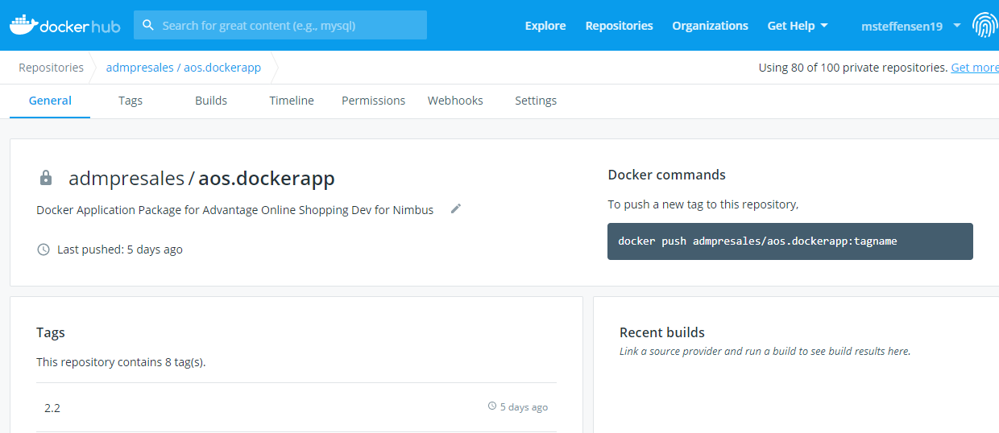 dockerhub
Search for great content (e.g., mysql)
Explore
Repositories
Organizations
Get Help
msteffensen19
Repositories
admpresales / aos.dockerapp
Using 80 of 100 private repositories. Get more
General
Tags
Builds
Timeline
Permissions
Webhooks
Settings
admpresales / aos.dockerapp
Docker Application Package for Advantage Online Shopping Dev for Nimbus
Last pushed: 5 days ago
Docker commands
To push a new tag to this repository,
docker push admpresales/aos.dockerapp:tagname
Tags
This repository contains 8 tag(s).
2.2
5 days ago
Recent builds
Link a source provider and run a build to see build results here.